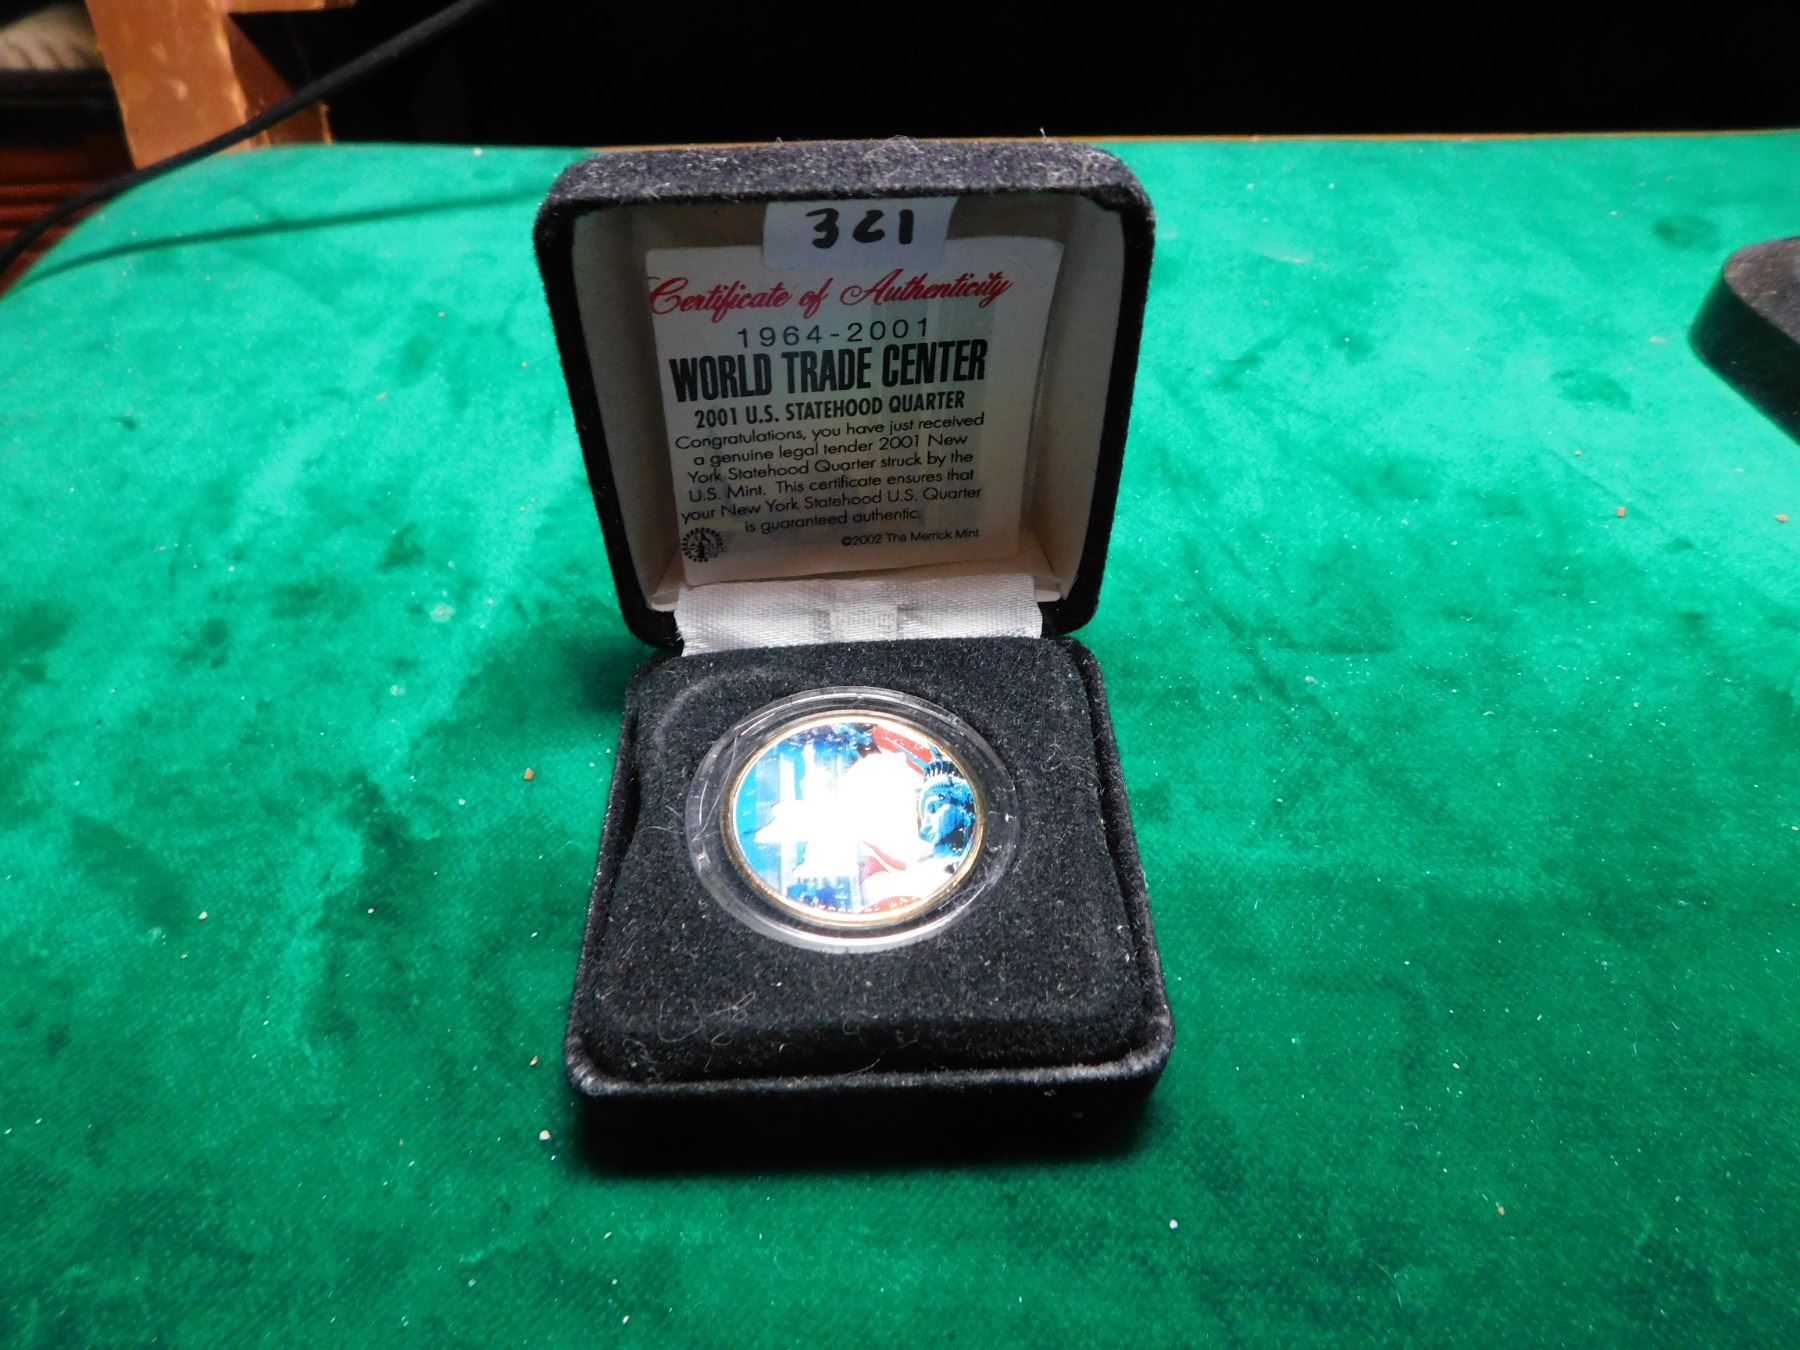 321
Certificate of Authenticity
1964-2001
WORLD TRADE CENTER
2001 U.S. STATEHOOD QUARTER
Congratulations, you have just received
a genuine legal tender 2001 New
York Statehood Quarter struck by the
U.S. Mint. This certificate ensures that
your New York Statehood U.S. Quarter
is guaranteed authentic.
©2002 The Merrick Mint